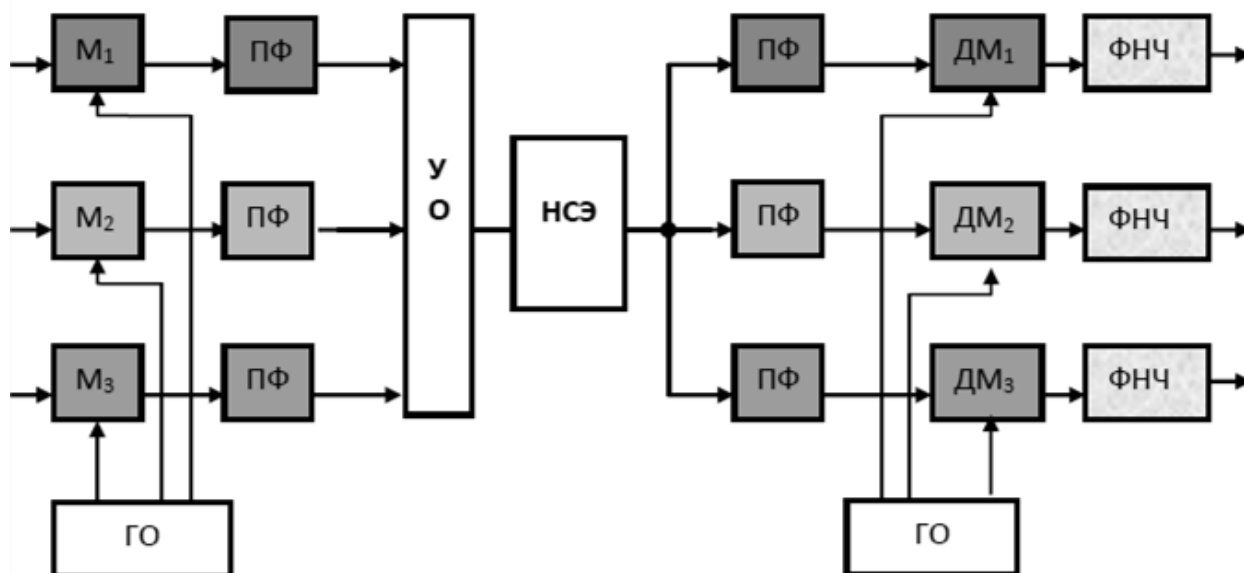 М₁ ПФ ПФ ДМ₁ ФНЧ
У
О
НСЭ
М₂ ПФ ПФ ДМ₂ ФНЧ
М₃ ПФ ПФ ДМ₃ ФНЧ
ГО ГО